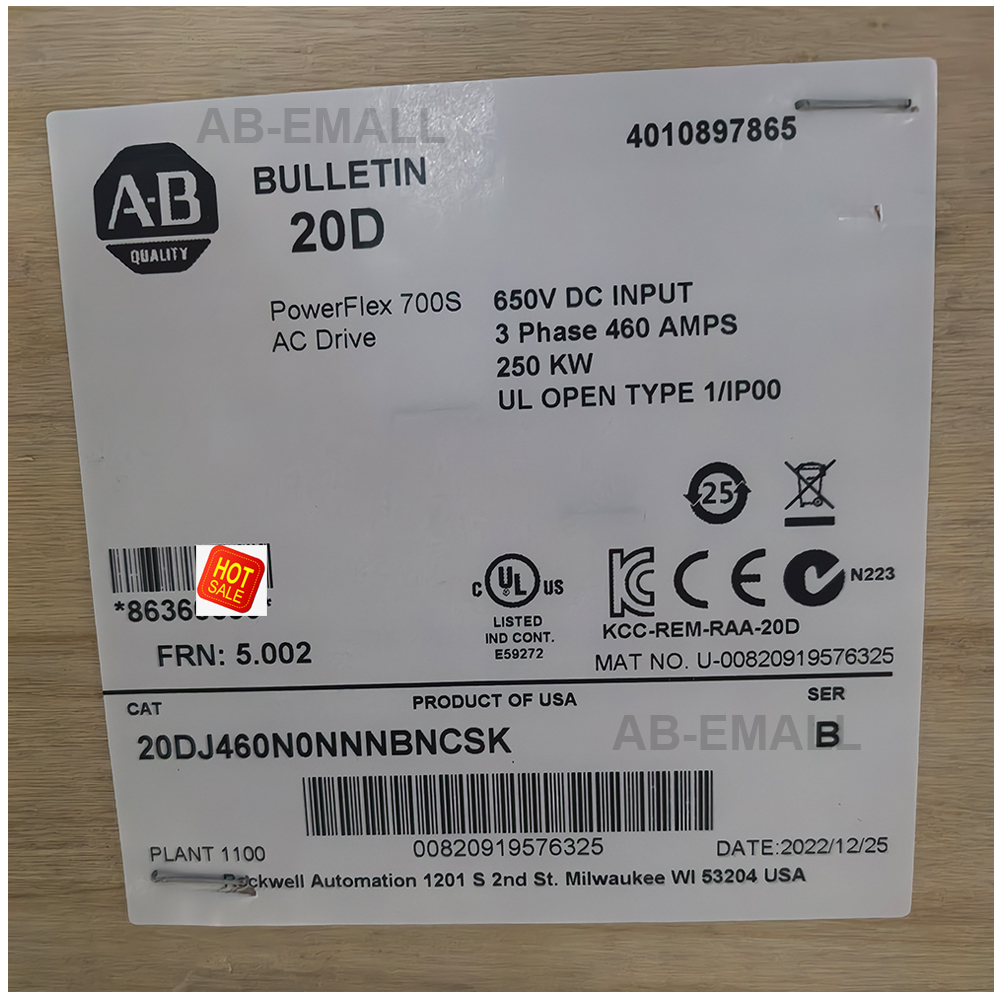 AB-EMALL
4010897865
A-B
QUALITY
BULLETIN
20D
PowerFlex 700S
AC Drive
650V DC INPUT
3 Phase 460 AMPS
250 KW
UL OPEN TYPE 1/IP00
25
HOT
SALE
FRN: 5.002
C UL US
®
LISTED
IND CONT.
E59272
KC CE N223
KCC-REM-RAA-20D
MAT NO. U-00820919576325
CAT
PRODUCT OF USA
SER
20DJ460N0NNNBNCSK
AB-EMALL
B
00820919576325
PLANT 1100
DATE:2022/12/25
Rockwell Automation 1201 S 2nd St. Milwaukee WI 53204 USA